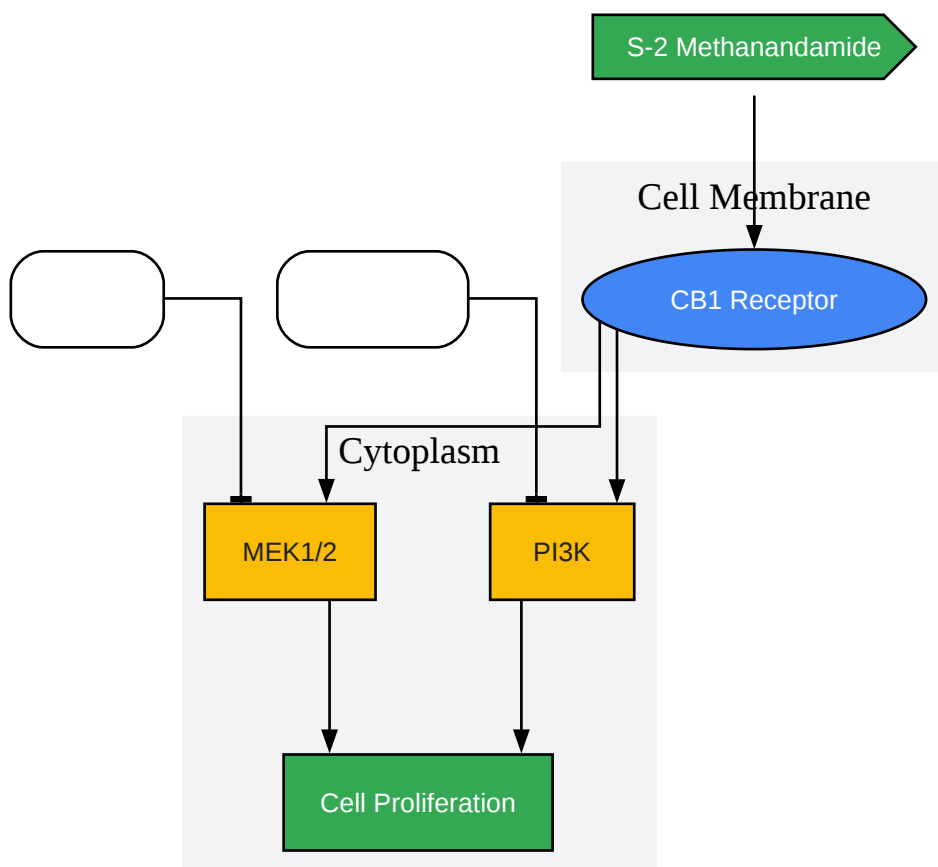 S-2 Methanandamide
Cell Membrane
CB1 Receptor
Cytoplasm
MEK1/2
PI3K
Cell Proliferation